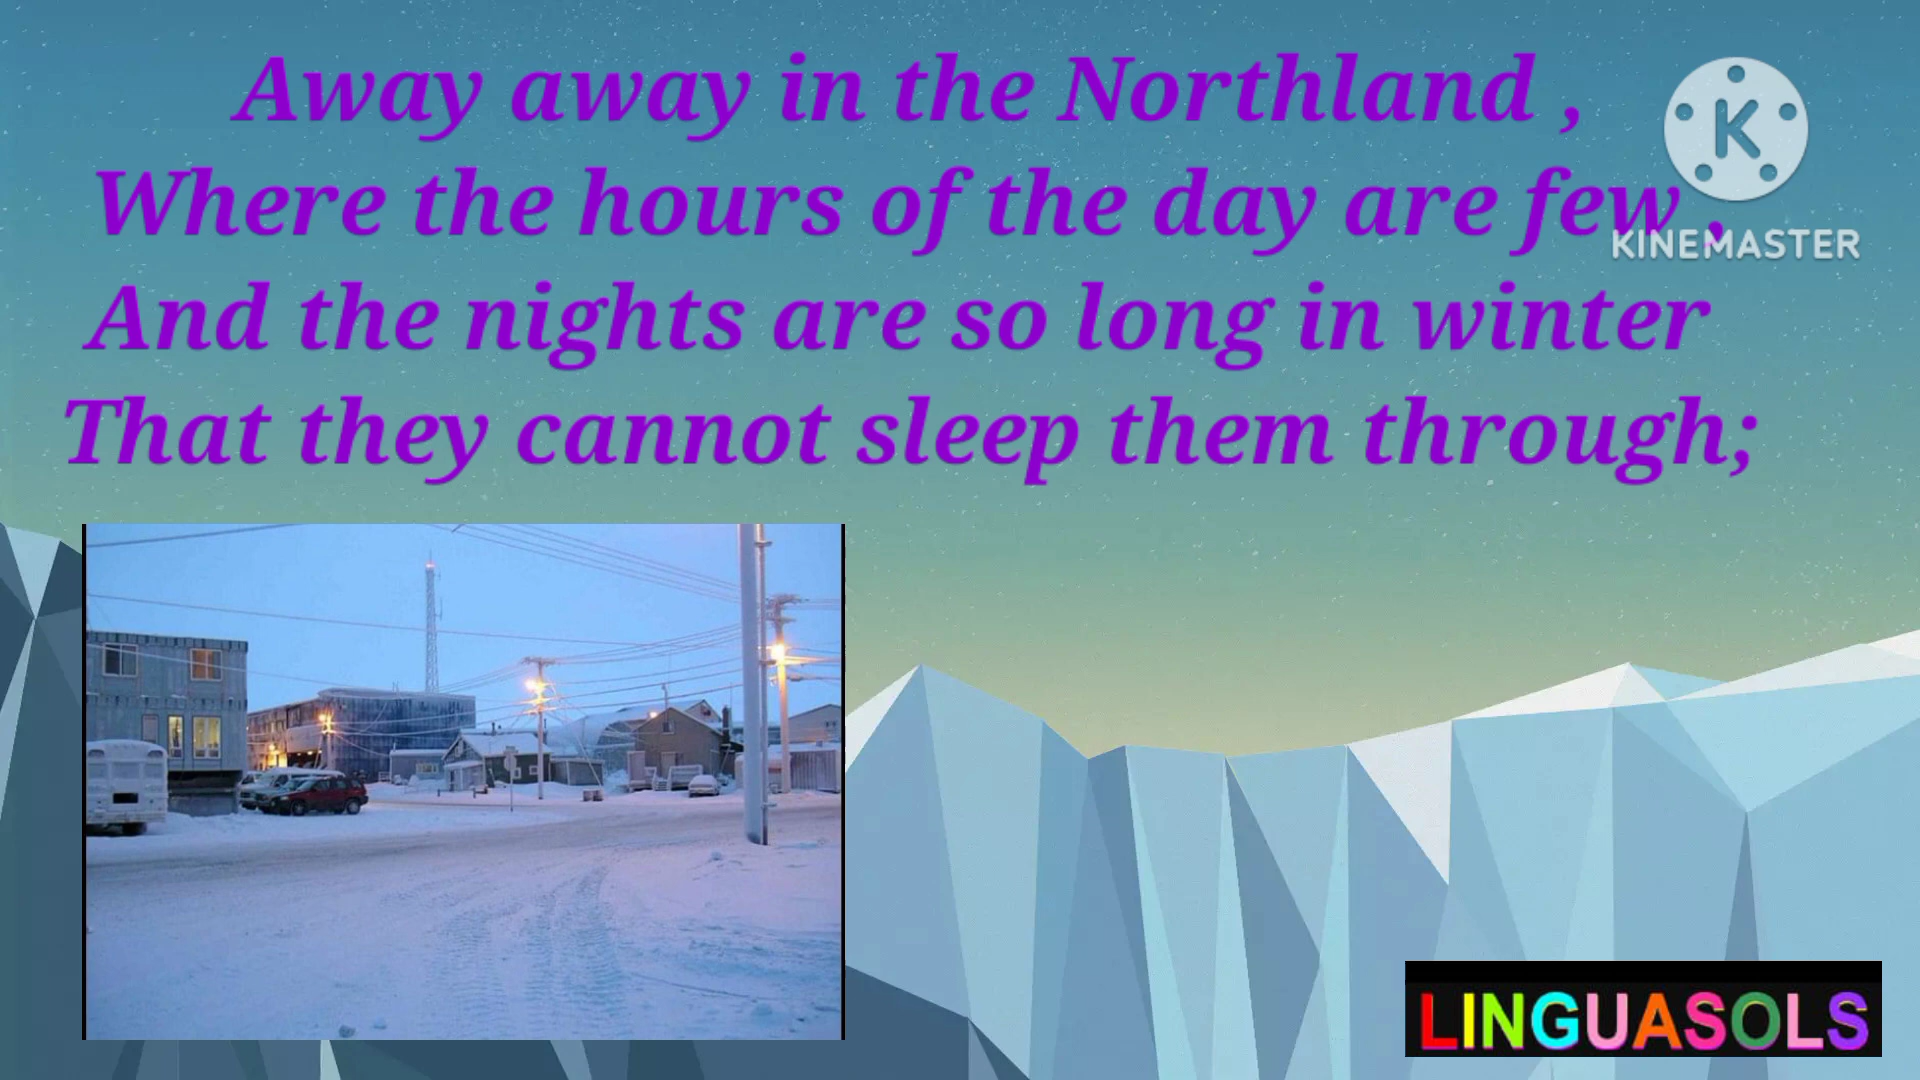 Away away in the Northland ,
Where the hours of the day are few ,
And the nights are so long in winter
That they cannot sleep them through;
KINEMASTER
LINGUASOLS